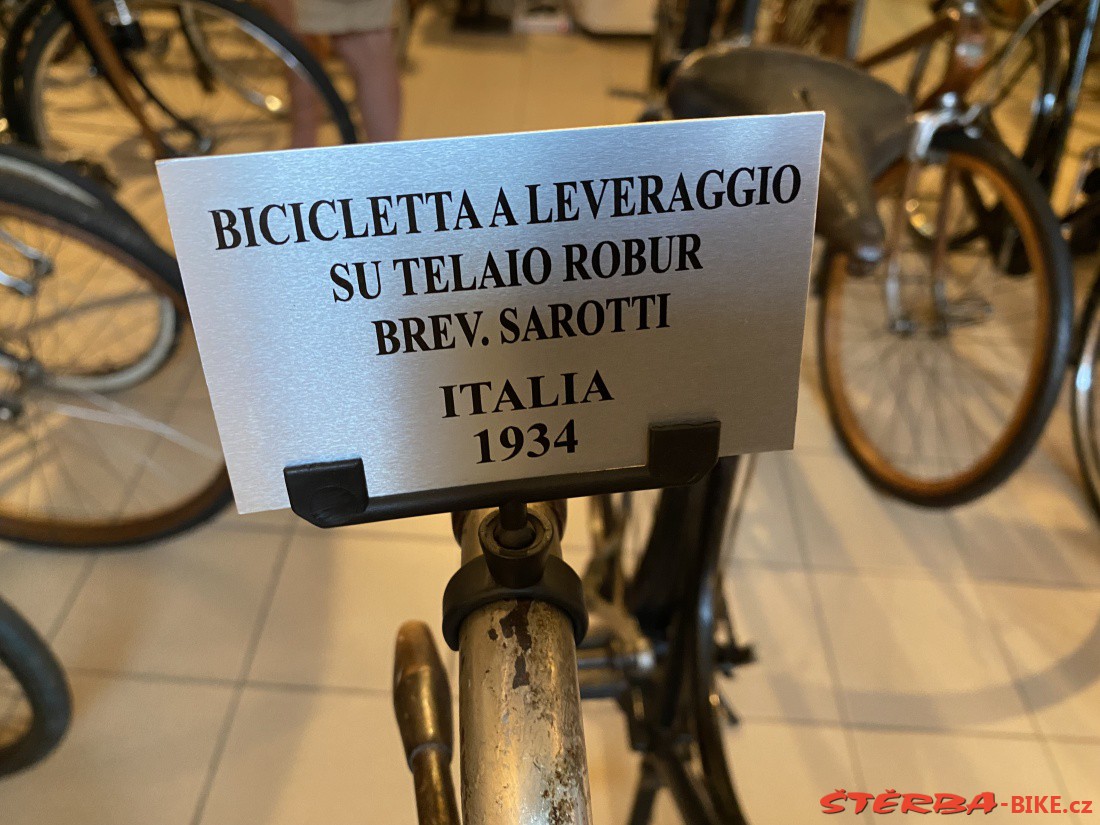 BICICLETTA A LEVERAGGIO
SU TELAIO ROBUR
BREV. SAROTTI
ITALIA
1934
ŠTĚRBA-BIKE.cz